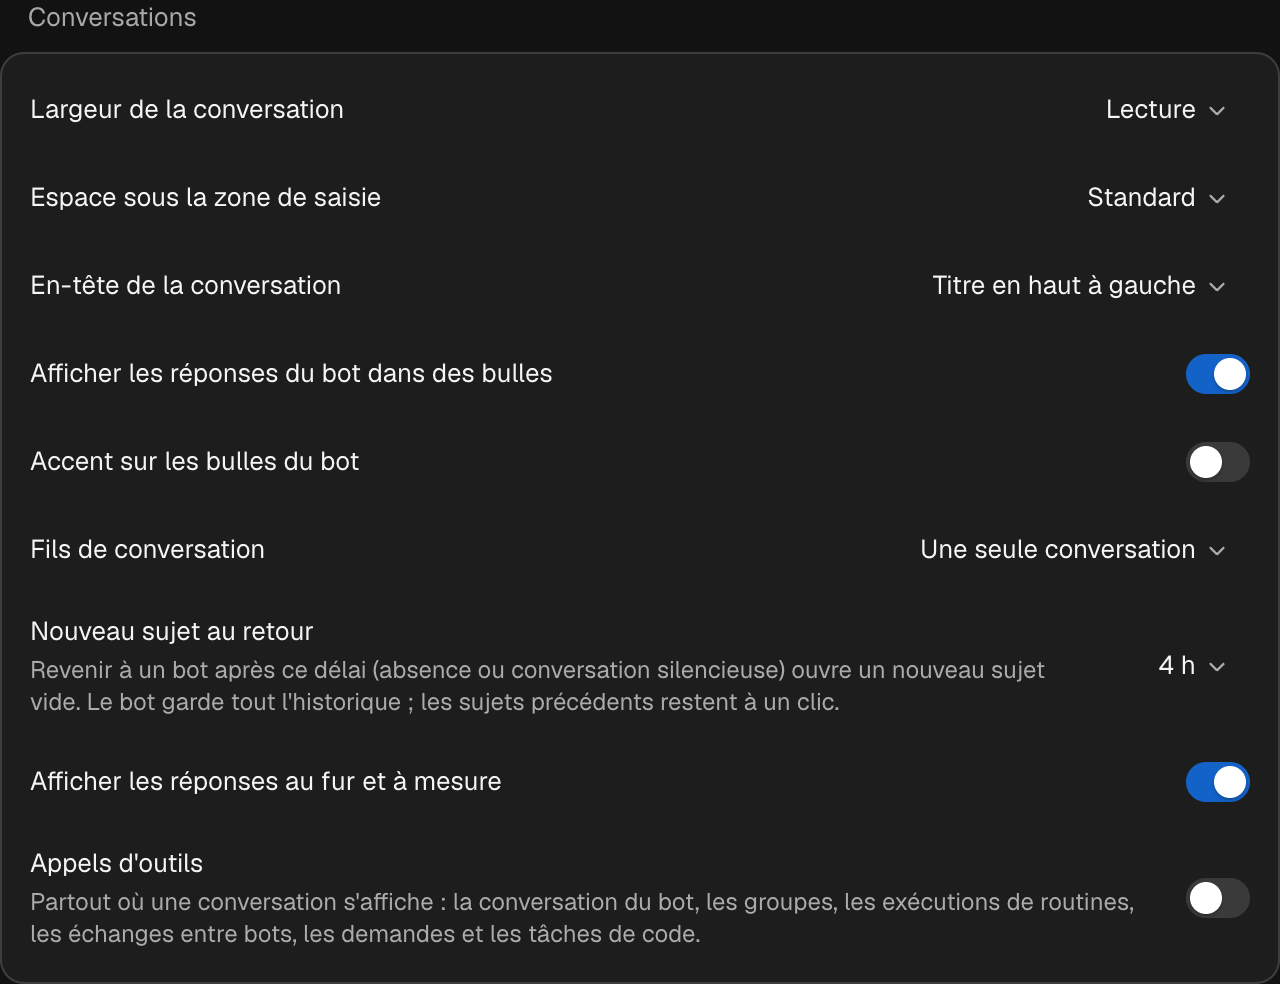 Conversations
Largeur de la conversation
Lecture
Espace sous la zone de saisie
Standard
En-tête de la conversation
Titre en haut à gauche
Afficher les réponses du bot dans des bulles
Accent sur les bulles du bot
Fils de conversation
Une seule conversation
Nouveau sujet au retour
Revenir à un bot après ce délai (absence ou conversation silencieuse) ouvre un nouveau sujet
vide. Le bot garde tout l'historique ; les sujets précédents restent à un clic.
4 h
Afficher les réponses au fur et à mesure
Appels d'outils
Partout où une conversation s'affiche : la conversation du bot, les groupes, les exécutions de routines,
les échanges entre bots, les demandes et les tâches de code.